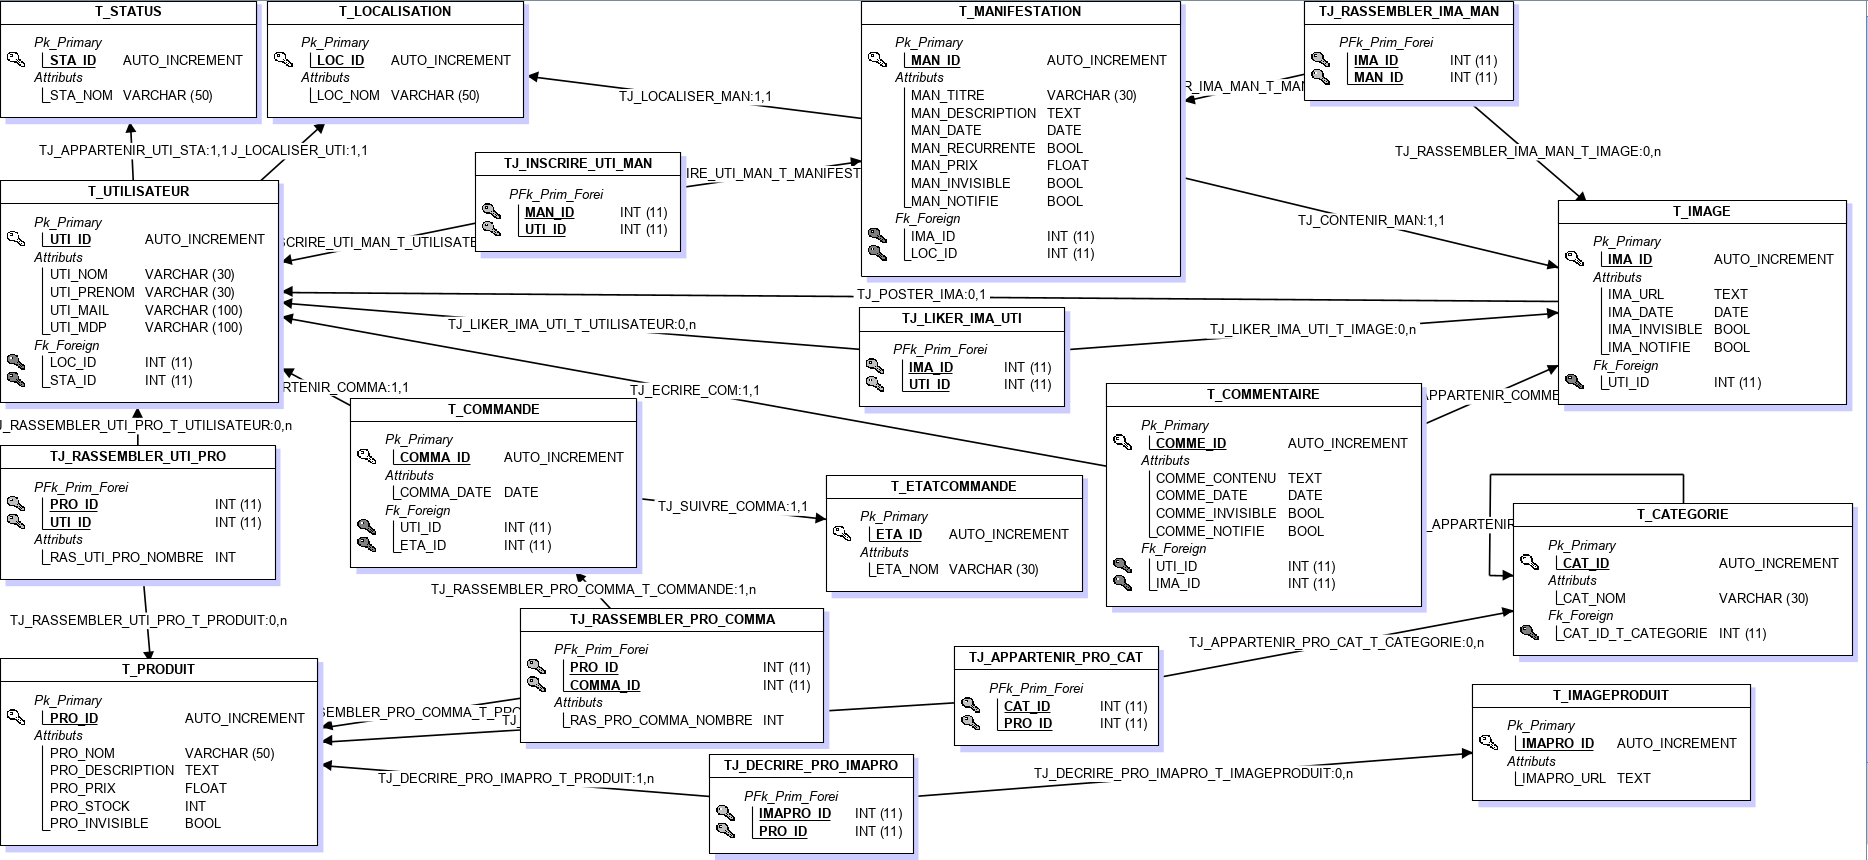 T_STATUS
Pk_Primary
STA_ID AUTO_INCREMENT
Attributs
STA_NOM VARCHAR (50)
T_LOCALISATION
Pk_Primary
LOC_ID AUTO_INCREMENT
Attributs
LOC_NOM VARCHAR (50)
T_MANIFESTATION
Pk_Primary
MAN_ID AUTO_INCREMENT
Attributs
MAN_TITRE VARCHAR (30)
MAN_DESCRIPTION TEXT
MAN_DATE DATE
MAN_RECURRENTE BOOL
MAN_PRIX FLOAT
MAN_INVISIBLE BOOL
MAN_NOTIFIE BOOL
Fk_Foreign
IMA_ID INT (11)
LOC_ID INT (11)
TJ_RASSEMBLER_IMA_MAN
PFk_Prim_Forei
IMA_ID INT (11)
MAN_ID INT (11)
TJ_LOCALISER_MAN:1,1
R_IMA_MAN_T_MAN
TJ_APPARTENIR_UTI_STA:1,1
J_LOCALISER_UTI:1,1
TJ_RASSEMBLER_IMA_MAN_T_IMAGE:0,n
T_UTILISATEUR
Pk_Primary
UTI_ID AUTO_INCREMENT
Attributs
UTI_NOM VARCHAR (30)
UTI_PRENOM VARCHAR (30)
UTI_MAIL VARCHAR (100)
UTI_MDP VARCHAR (100)
Fk_Foreign
LOC_ID INT (11)
STA_ID INT (11)
TJ_INSCRIRE_UTI_MAN
PFk_Prim_Forei
MAN_ID INT (11)
UTI_ID INT (11)
IRE_UTI_MAN_T_MANIFEST
SCRIRE_UTI_MAN_T_UTILISATE
TJ_CONTENIR_MAN:1,1
T_IMAGE
Pk_Primary
IMA_ID AUTO_INCREMENT
Attributs
IMA_URL TEXT
IMA_DATE DATE
IMA_INVISIBLE BOOL
IMA_NOTIFIE BOOL
Fk_Foreign
UTI_ID INT (11)
TJ_POSTER_IMA:0,1
TJ_LIKER_IMA_UTI_T_UTILISATEUR:0,n
TJ_LIKER_IMA_UTI
PFk_Prim_Forei
IMA_ID INT (11)
UTI_ID INT (11)
TJ_LIKER_IMA_UTI_T_IMAGE:0,n
RTENIR_COMMA:1,1
TJ_ECRIRE_COM:1,1
APPARTENIR_COMME
J_RASSEMBLER_UTI_PRO_T_UTILISATEUR:0,n
T_COMMANDE
Pk_Primary
COMMA_ID AUTO_INCREMENT
Attributs
COMMA_DATE DATE
Fk_Foreign
UTI_ID INT (11)
ETA_ID INT (11)
T_COMMENTAIRE
Pk_Primary
COMME_ID AUTO_INCREMENT
Attributs
COMME_CONTENU TEXT
COMME_DATE DATE
COMME_INVISIBLE BOOL
COMME_NOTIFIE BOOL
Fk_Foreign
UTI_ID INT (11)
IMA_ID INT (11)
TJ_RASSEMBLER_UTI_PRO
PFk_Prim_Forei
PRO_ID INT (11)
UTI_ID INT (11)
Attributs
RAS_UTI_PRO_NOMBRE INT
TJ_SUIVRE_COMMA:1,1
T_ETATCOMMANDE
Pk_Primary
ETA_ID AUTO_INCREMENT
Attributs
ETA_NOM VARCHAR (30)
_APPARTENIR
T_CATEGORIE
Pk_Primary
CAT_ID AUTO_INCREMENT
Attributs
CAT_NOM VARCHAR (30)
Fk_Foreign
CAT_ID_T_CATEGORIE INT (11)
TJ_RASSEMBLER_PRO_COMMA_T_COMMANDE:1,n
TJ_RASSEMBLER_UTI_PRO_T_PRODUIT:0,n
TJ_RASSEMBLER_PRO_COMMA
PFk_Prim_Forei
PRO_ID INT (11)
COMMA_ID INT (11)
Attributs
RAS_PRO_COMMA_NOMBRE INT
TJ_APPARTENIR_PRO_CAT_T_CATEGORIE:0,n
TJ_APPARTENIR_PRO_CAT
PFk_Prim_Forei
CAT_ID INT (11)
PRO_ID INT (11)
T_PRODUIT
Pk_Primary
PRO_ID AUTO_INCREMENT
Attributs
PRO_NOM VARCHAR (50)
PRO_DESCRIPTION TEXT
PRO_PRIX FLOAT
PRO_STOCK INT
PRO_INVISIBLE BOOL
SEMBLER_PRO_COMMA_T_PRO
TJ_
T_IMAGEPRODUIT
Pk_Primary
IMAPRO_ID AUTO_INCREMENT
Attributs
IMAPRO_URL TEXT
TJ_DECRIRE_PRO_IMAPRO_T_PRODUIT:1,n
TJ_DECRIRE_PRO_IMAPRO
PFk_Prim_Forei
IMAPRO_ID INT (11)
PRO_ID INT (11)
TJ_DECRIRE_PRO_IMAPRO_T_IMAGEPRODUIT:0,n